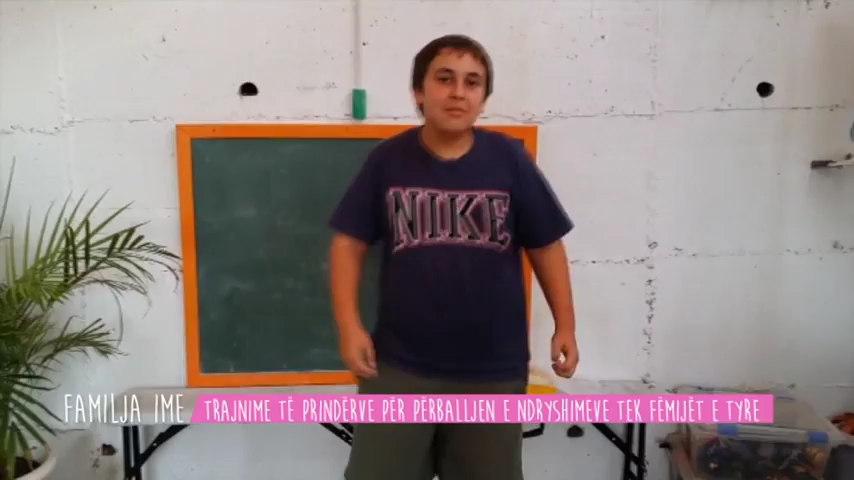 NIKE
FAMILJA IME
TRAJNIME TË PRINDËRVE PËR PËRBALLJEN E NDRYSHIMEVE TEK FËMIJËT E TYRE